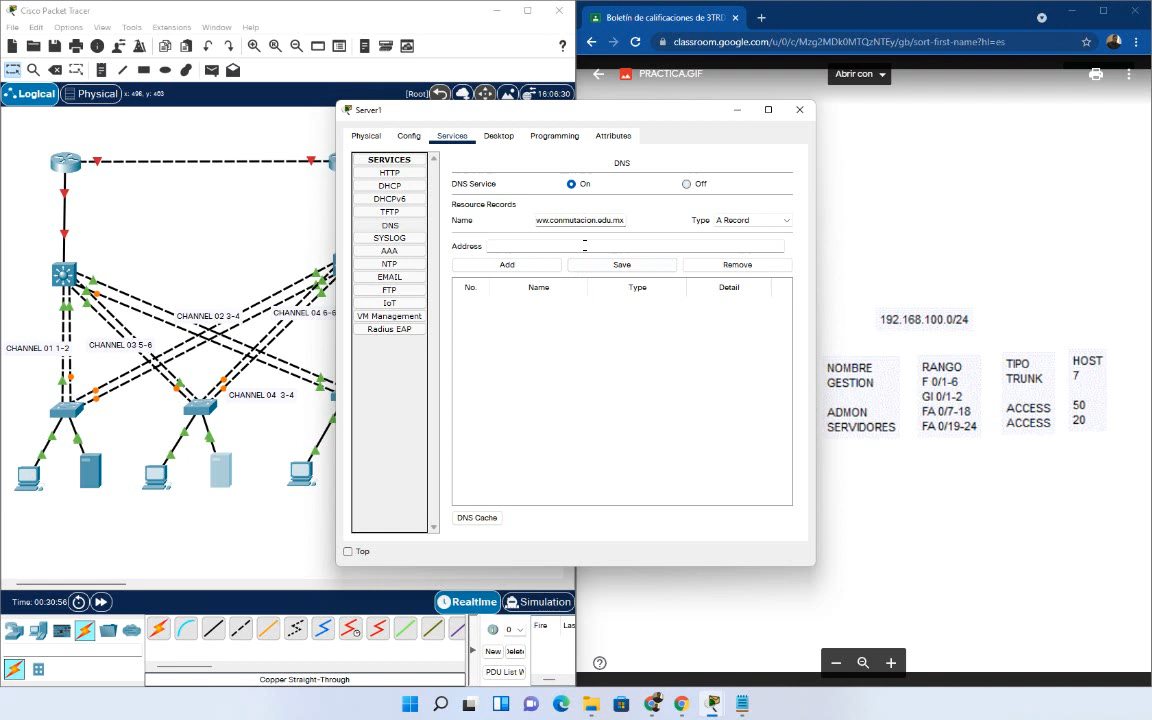 Cisco Packet Tracer
File Edit Options View Tools Extensions Window Help
Logical Physical x: 498, y: 403 [Root] 16:06:30
CHANNEL 01 1-2
CHANNEL 02 3-4
CHANNEL 03 5-6
CHANNEL 04 3-4
Time: 00:30:56
Realtime Simulation
0 Fire Las
New
PDU List W
Copper Straight-Through
Server1
Physical Config Services Desktop Programming Attributes
SERVICES
HTTP
DHCP
DHCPv6
TFTP
DNS
SYSLOG
AAA
NTP
EMAIL
FTP
IoT
VM Management
Radius EAP
DNS
DNS Service On Off
Resource Records
Name ww.conmutacion.edu.mx Type A Record
Address
Add Save Remove
No. Name Type Detail
DNS Cache
Top
Boletín de calificaciones de 3TRD
classroom.google.com/u/0/c/Mzg2MDk0MTQzNTEy/gb/sort-first-name?hl=es
PRACTICA.GIF
Abrir con
192.168.100.0/24
NOMBRE RANGO TIPO HOST
GESTION F 0/1-6 TRUNK 7
GI 0/1-2
ADMON FA 0/7-18 ACCESS 50
SERVIDORES FA 0/19-24 ACCESS 20